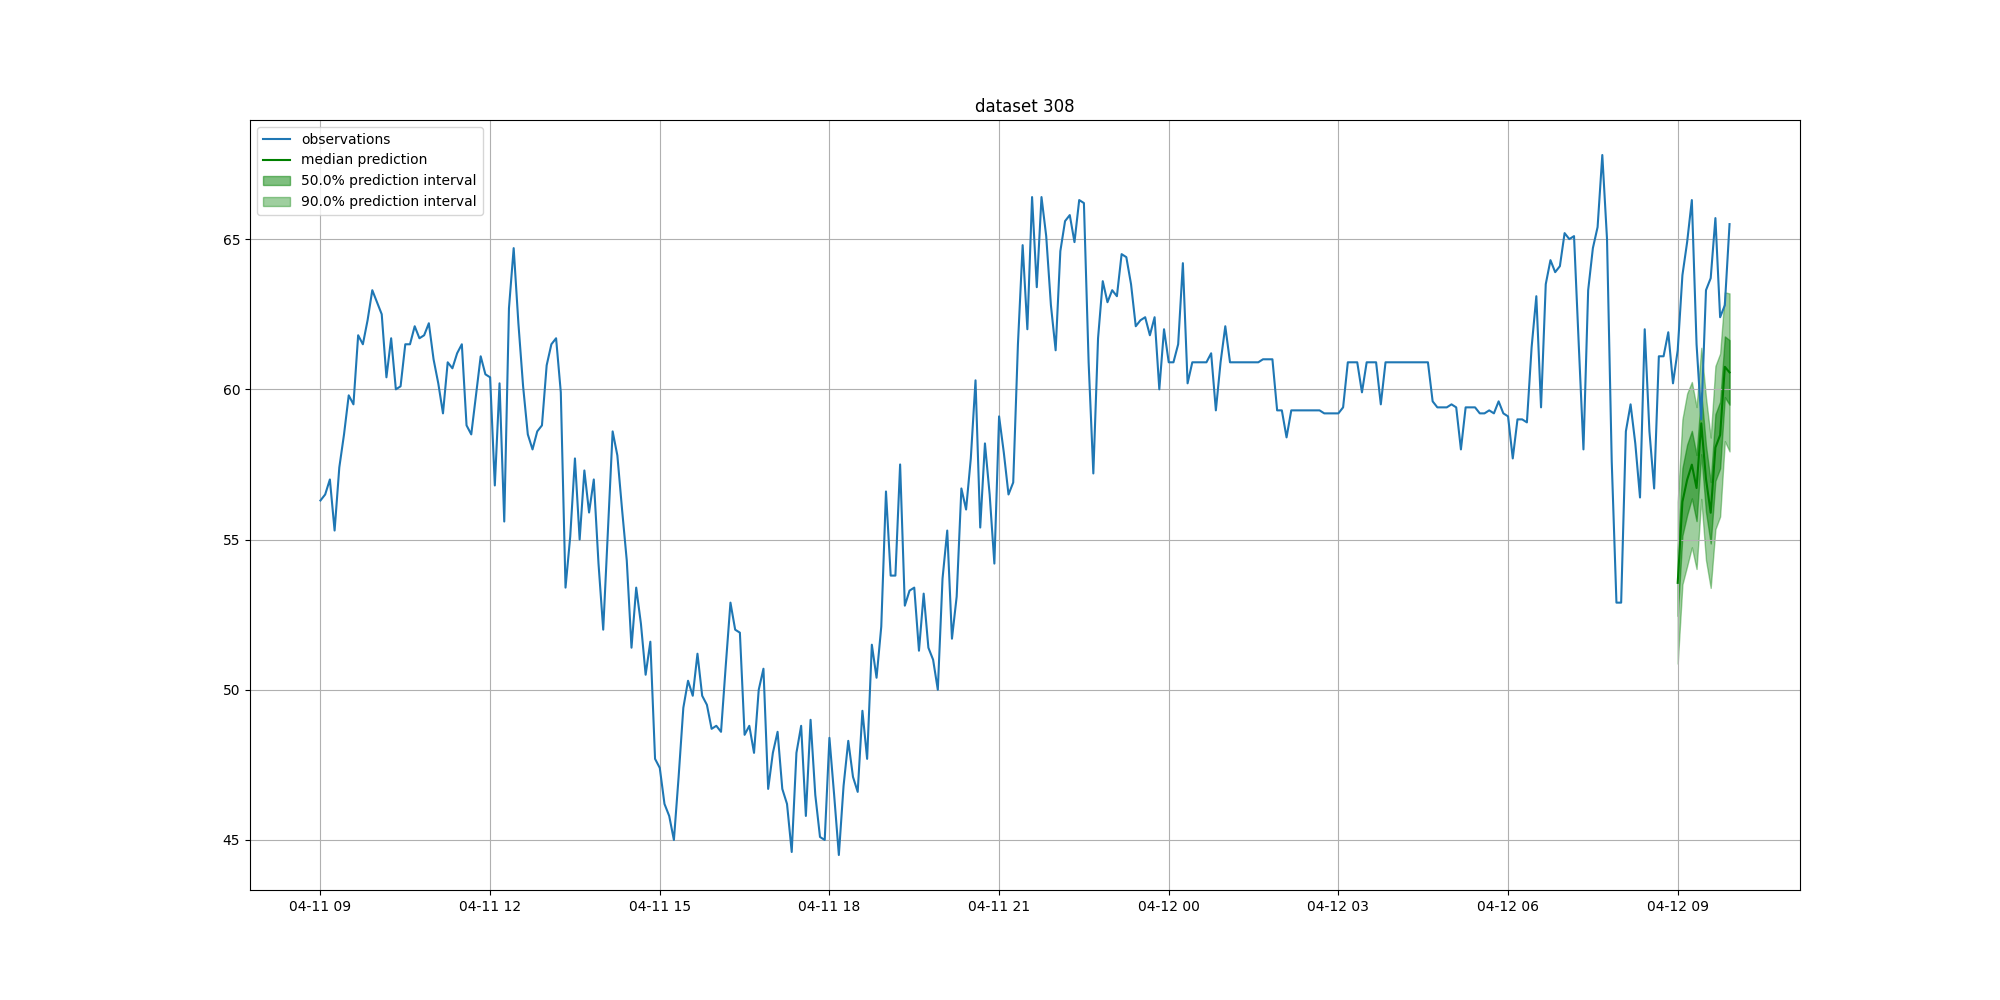 dataset 308
observations
median prediction
50.0% prediction interval
90.0% prediction interval
65
60
55
50
45
04-11 09
04-11 12
04-11 15
04-11 18
04-11 21
04-12 00
04-12 03
04-12 06
04-12 09